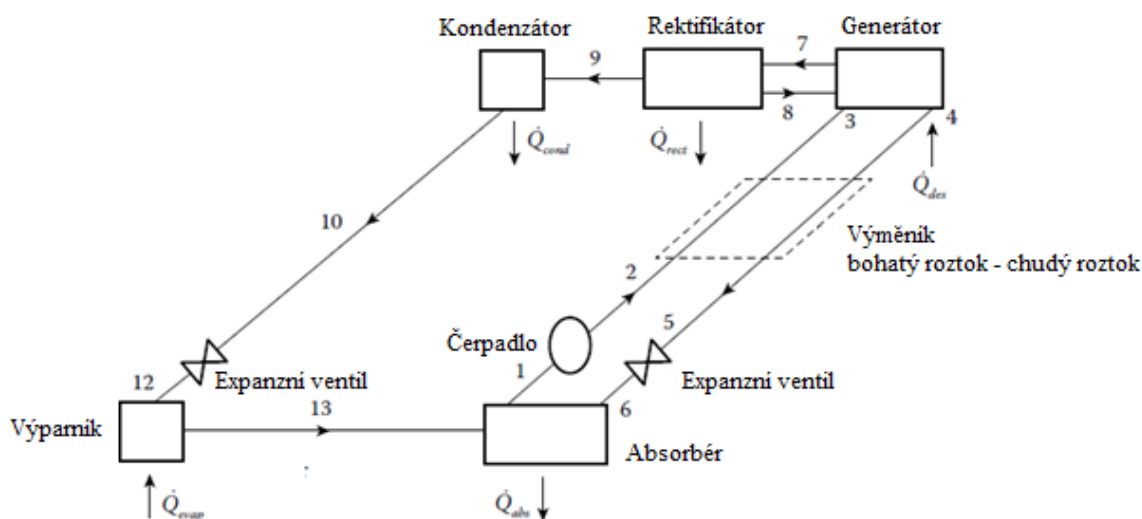 Kondenzátor
Rektifikátor
Generátor
9
7
8
3
4
Q̇cond
Q̇rect
Q̇des
10
Výměník
bohatý roztok - chudý roztok
2
5
Čerpadlo
1
Expanzní ventil
12
Expanzní ventil
6
13
Výparník
Absorbér
Q̇evap
Q̇abs